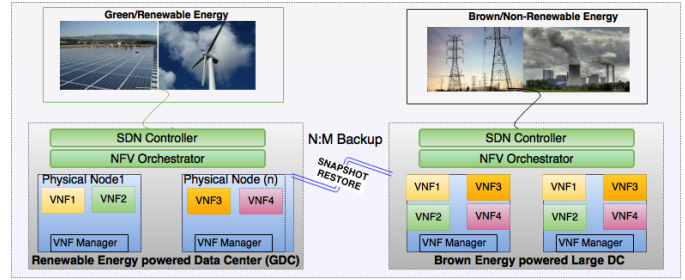 Green/Renewable Energy
Brown/Non-Renewable Energy
SDN Controller
NFV Orchestrator
Physical Node1
VNF1
VNF2
VNF Manager
Physical Node (n)
VNF3
VNF4
VNF Manager
Renewable Energy powered Data Center (GDC)
N:M Backup
SNAPSHOT
RESTORE
SDN Controller
NFV Orchestrator
VNF1
VNF3
VNF2
VNF4
VNF Manager
VNF1
VNF3
VNF2
VNF4
VNF Manager
Brown Energy powered Large DC